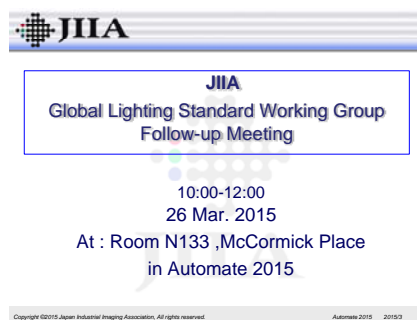 JIIA
JIIA
Global Lighting Standard Working Group
Follow-up Meeting
10:00-12:00
26 Mar. 2015
At : Room N133 ,McCormick Place
in Automate 2015
JIIA
Copyright ©2015 Japan Industrial Imaging Association, All rights reserved. Automate 2015 2015/3